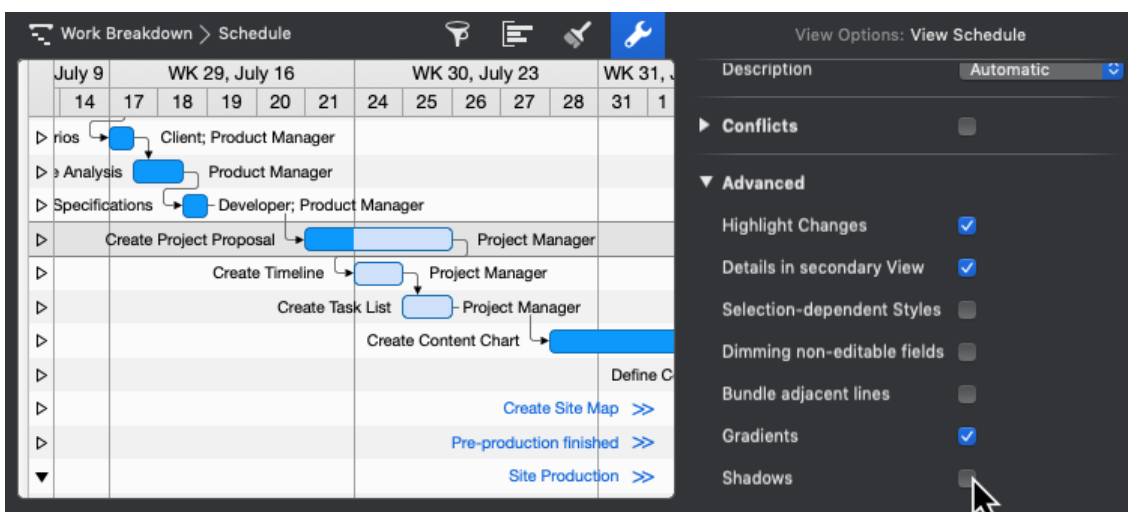 Work Breakdown > Schedule
View Options: View Schedule
July 9 WK 29, July 16 WK 30, July 23 WK 31, J
14 17 18 19 20 21 24 25 26 27 28 31 1
rios Client; Product Manager
e Analysis Product Manager
Specifications Developer; Product Manager
Create Project Proposal Project Manager
Create Timeline Project Manager
Create Task List Project Manager
Create Content Chart
Define C
Create Site Map >>
Pre-production finished >>
Site Production >>
Description Automatic
Conflicts
Advanced
Highlight Changes
Details in secondary View
Selection-dependent Styles
Dimming non-editable fields
Bundle adjacent lines
Gradients
Shadows